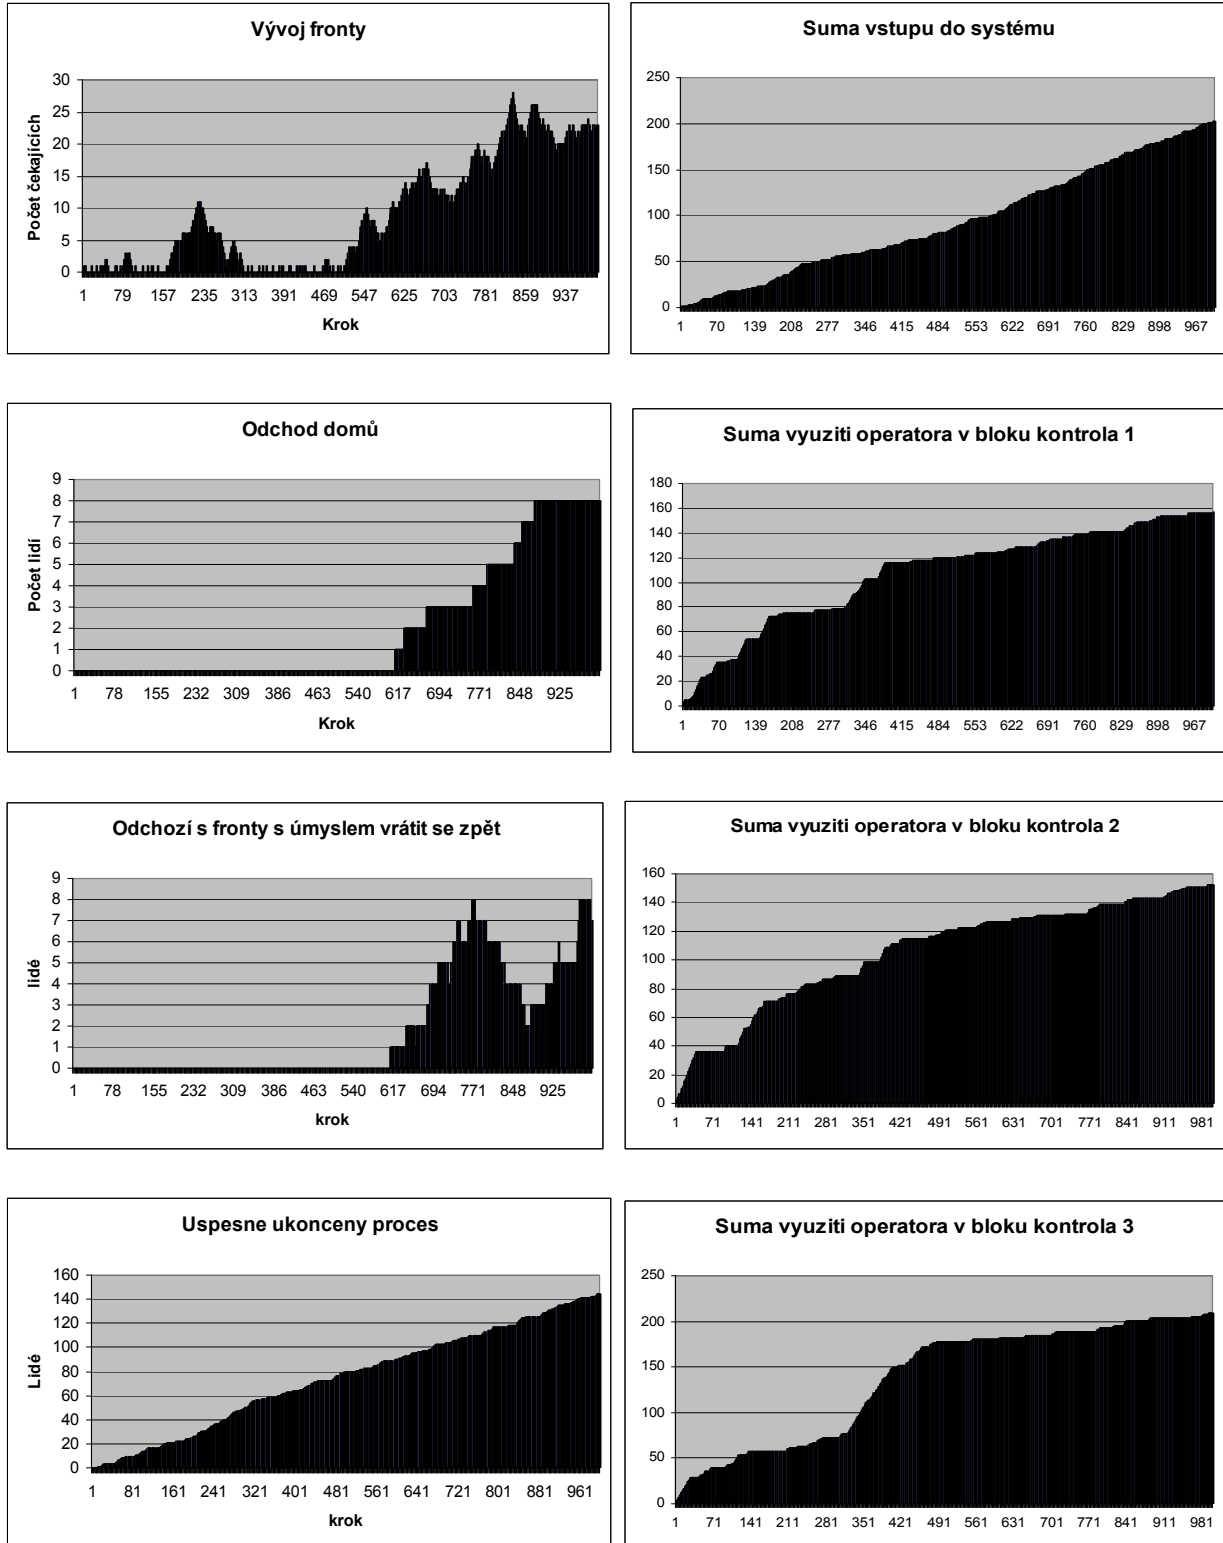 Vývoj fronty
30
25
20
15
10
5
0
Počet čekajících
1 79 157 235 313 391 469 547 625 703 781 859 937
Krok
Suma vstupu do systému
250
200
150
100
50
0
1 70 139 208 277 346 415 484 553 622 691 760 829 898 967
Odchod domů
9
8
7
6
5
4
3
2
1
0
Počet lidí
1 78 155 232 309 386 463 540 617 694 771 848 925
Krok
Suma vyuziti operatora v bloku kontrola 1
180
160
140
120
100
80
60
40
20
0
1 70 139 208 277 346 415 484 553 622 691 760 829 898 967
Odchozí s fronty s úmyslem vrátit se zpět
9
8
7
6
5
4
3
2
1
0
lidé
1 78 155 232 309 386 463 540 617 694 771 848 925
krok
Suma vyuziti operatora v bloku kontrola 2
160
140
120
100
80
60
40
20
0
1 71 141 211 281 351 421 491 561 631 701 771 841 911 981
Uspesne ukonceny proces
160
140
120
100
80
60
40
20
0
Lidé
1 81 161 241 321 401 481 561 641 721 801 881 961
krok
Suma vyuziti operatora v bloku kontrola 3
250
200
150
100
50
0
1 71 141 211 281 351 421 491 561 631 701 771 841 911 981